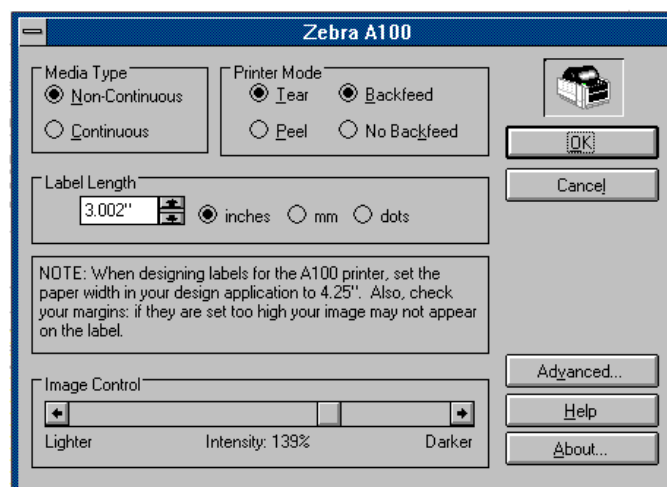 Zebra A100
Media Type
Non-Continuous
Continuous
Printer Mode
Tear
Backfeed
Peel
No Backfeed
OK
Cancel
Label Length
3.002"
inches
mm
dots
NOTE: When designing labels for the A100 printer, set the
paper width in your design application to 4.25". Also, check
your margins: if they are set too high your image may not appear
on the label.
Image Control
Lighter
Intensity: 139%
Darker
Advanced...
Help
About...